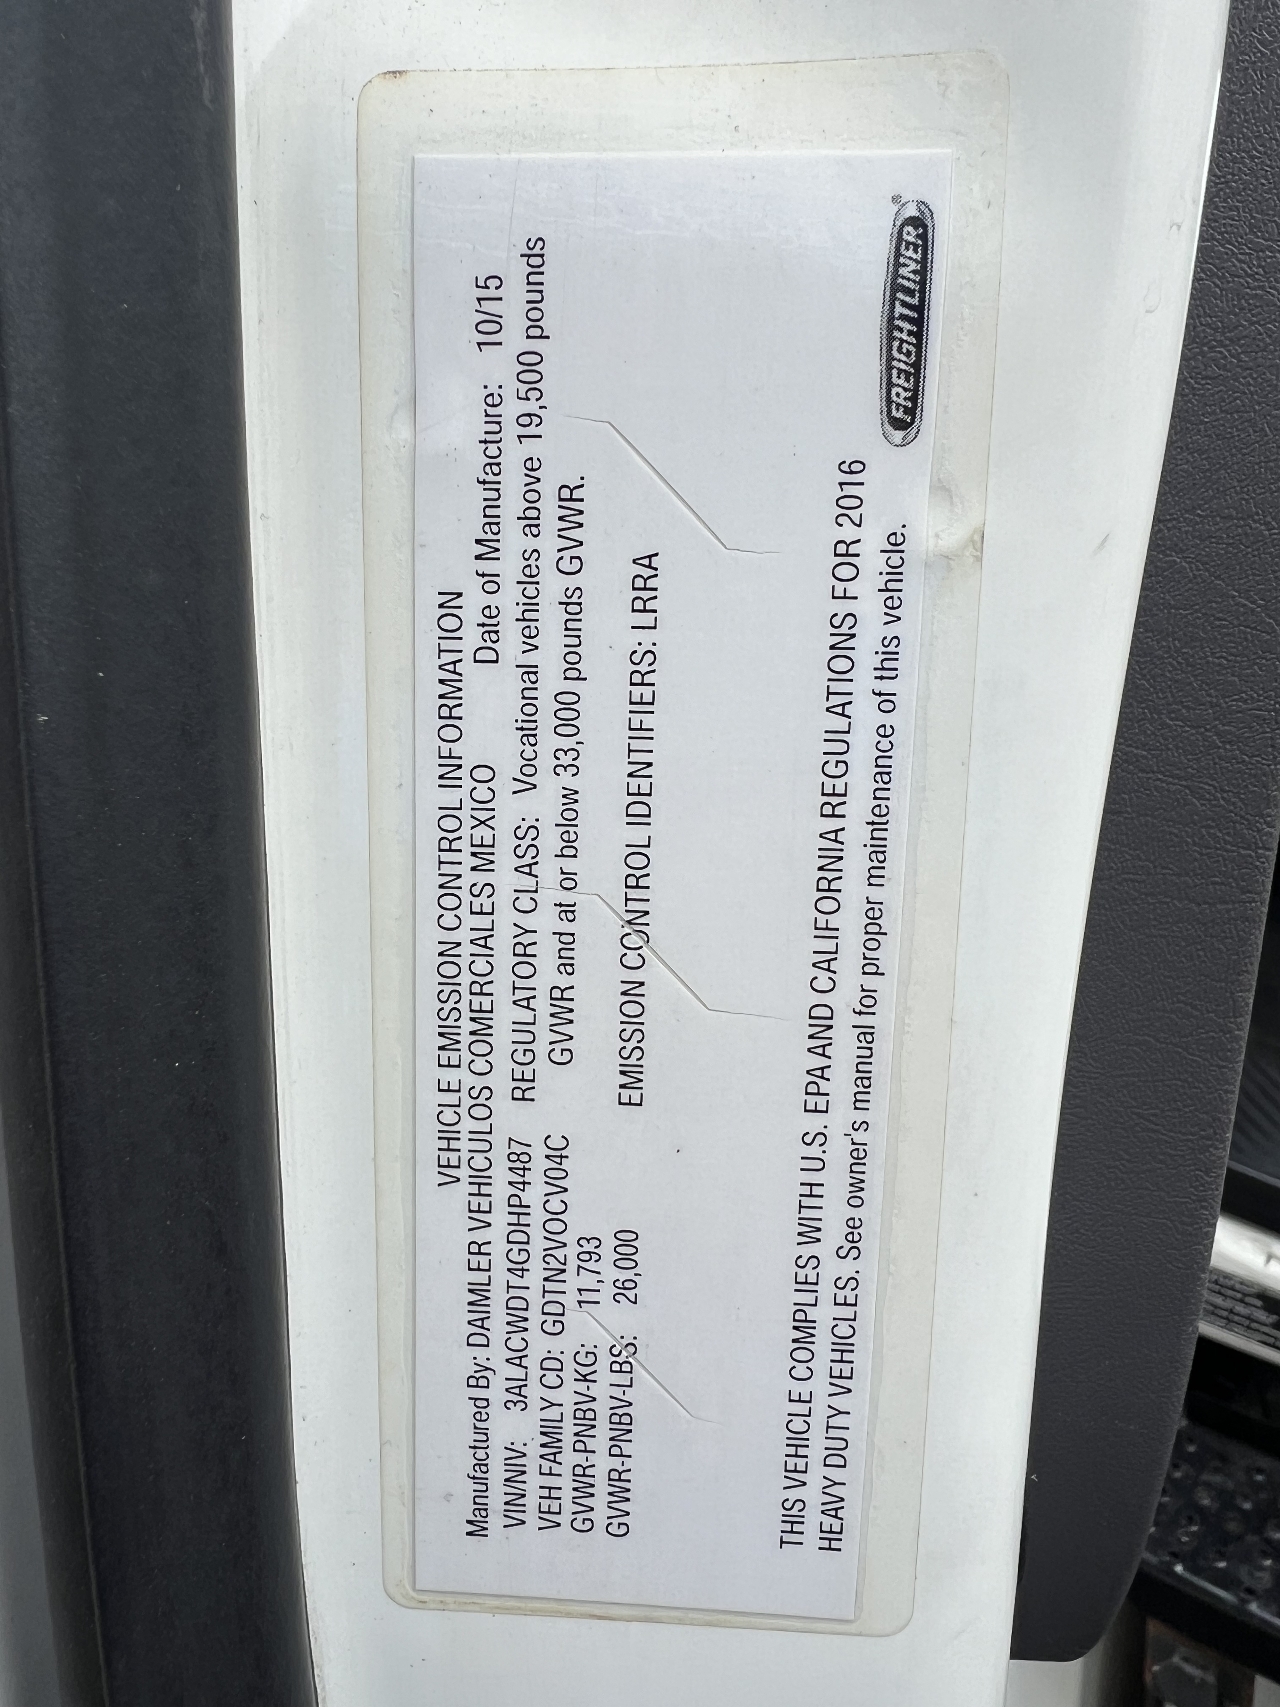 VEHICLE EMISSION CONTROL INFORMATION
Manufactured By: DAIMLER VEHICULOS COMERCIALES MEXICO Date of Manufacture: 10/15
VIN/NIV: 3ALACWDT4GDHP4487 REGULATORY CLASS: Vocational vehicles above 19,500 pounds
VEH FAMILY CD: GDTN2VOCV04C GVWR and at or below 33,000 pounds GVWR.
GVWR-PNBV-KG: 11,793
GVWR-PNBV-LBS: 26,000 EMISSION CONTROL IDENTIFIERS: LRRA
THIS VEHICLE COMPLIES WITH U.S. EPA AND CALIFORNIA REGULATIONS FOR 2016
HEAVY DUTY VEHICLES. See owner's manual for proper maintenance of this vehicle.
FREIGHTLINER®